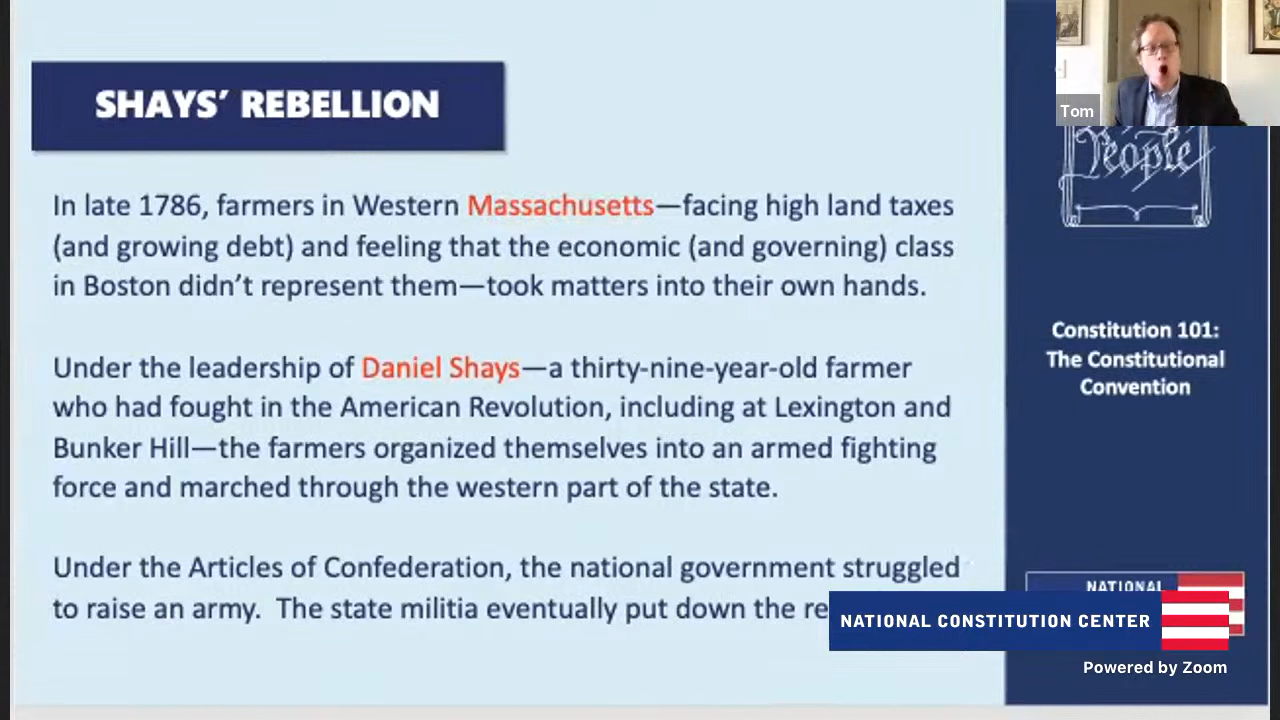 SHAYS’ REBELLION
In late 1786, farmers in Western Massachusetts—facing high land taxes
(and growing debt) and feeling that the economic (and governing) class
in Boston didn’t represent them—took matters into their own hands.
Under the leadership of Daniel Shays—a thirty-nine-year-old farmer
who had fought in the American Revolution, including at Lexington and
Bunker Hill—the farmers organized themselves into an armed fighting
force and marched through the western part of the state.
Under the Articles of Confederation, the national government struggled
to raise an army.  The state militia eventually put down the re
Tom
People
Constitution 101:
The Constitutional
Convention
NATIONAL
NATIONAL CONSTITUTION CENTER
Powered by Zoom